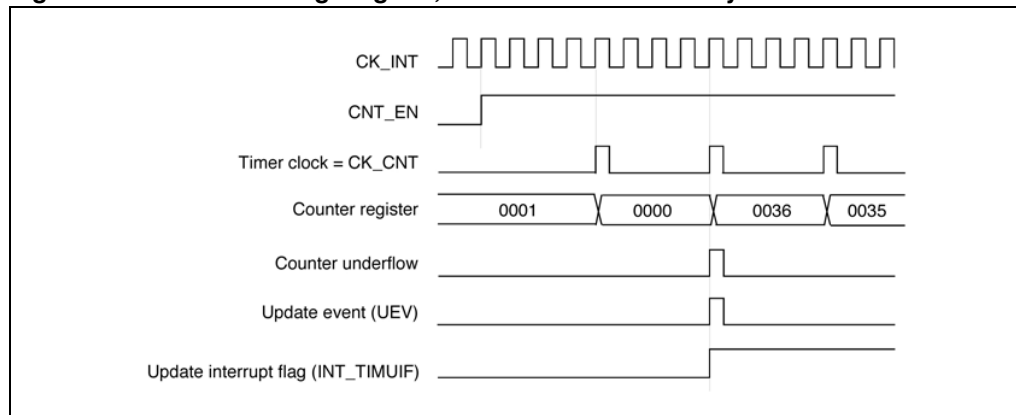 CK_INT
CNT_EN
Timer clock = CK_CNT
Counter register 0001 0000 0036 0035
Counter underflow
Update event (UEV)
Update interrupt flag (INT_TIMUIF)